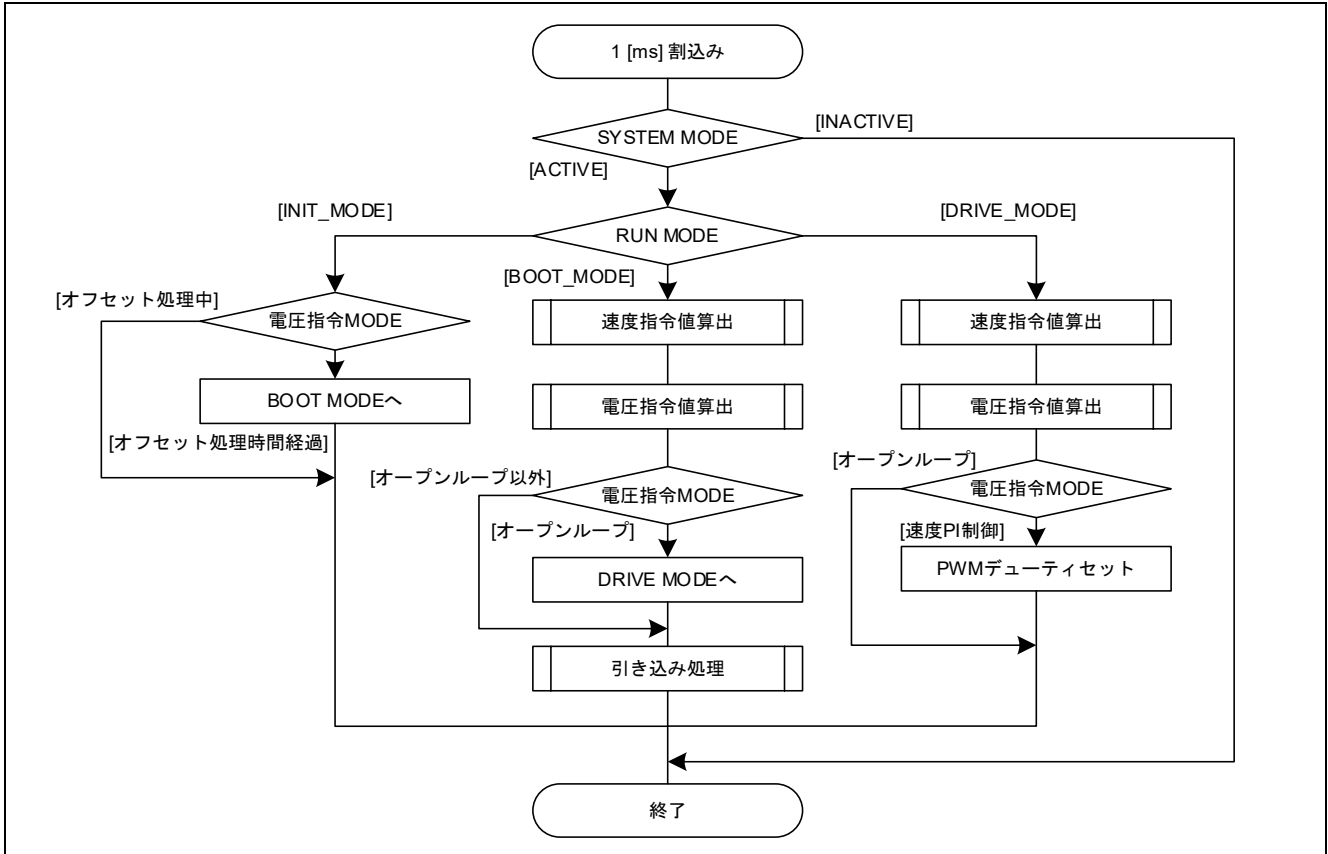 1 [ms] 割込み
SYSTEM MODE
[INACTIVE]
[ACTIVE]
[INIT_MODE]
RUN MODE
[DRIVE_MODE]
[BOOT_MODE]
[オフセット処理中]
電圧指令MODE
速度指令値算出
速度指令値算出
BOOT MODEへ
電圧指令値算出
電圧指令値算出
[オフセット処理時間経過]
[オープンループ以外]
電圧指令MODE
[オープンループ]
電圧指令MODE
[オープンループ]
[速度PI制御]
DRIVE MODEへ
PWMデューティセット
引き込み処理
終了